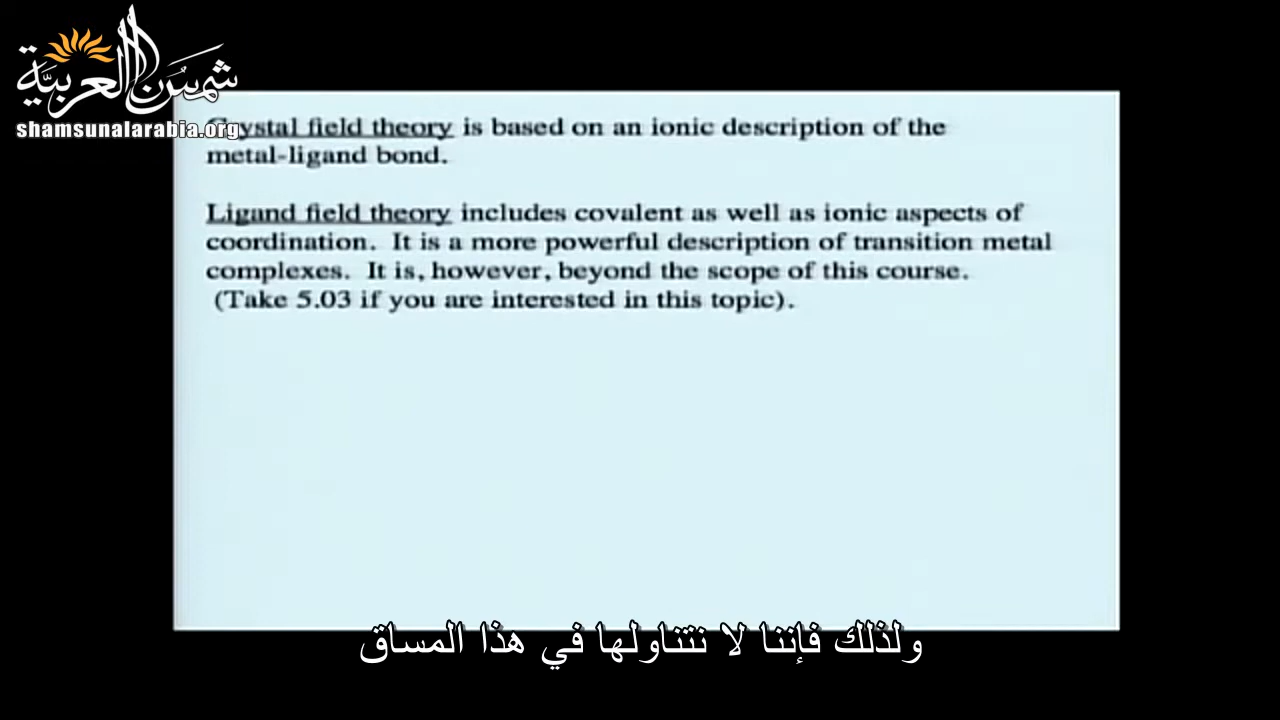 شمسن العربية
shamsunalarabia.org
Crystal field theory is based on an ionic description of the
metal-ligand bond.
Ligand field theory includes covalent as well as ionic aspects of
coordination. It is a more powerful description of transition metal
complexes. It is, however, beyond the scope of this course.
(Take 5.03 if you are interested in this topic).
ولذلك فإننا لا نتناولها في هذا المساق